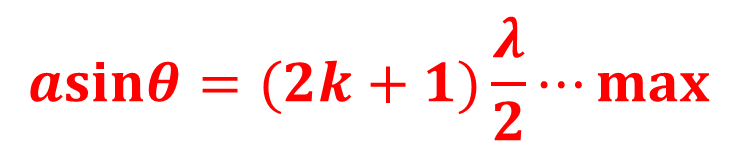 asinθ = (2k + 1) λ/2 ⋯ max